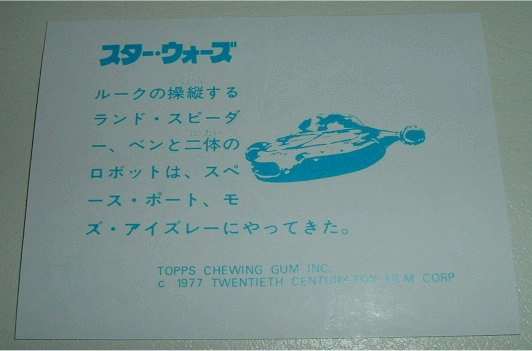 スター・ウォーズ
ルークの操縦する
ランド・スピーダ
ー、ベンと二体の
ロボットは、スペ
ース・ポート、モ
ズ・アイズレーにやってきた。
TOPPS CHEWING GUM INC.
c 1977 TWENTIETH CENTURY-FOX FILM CORP